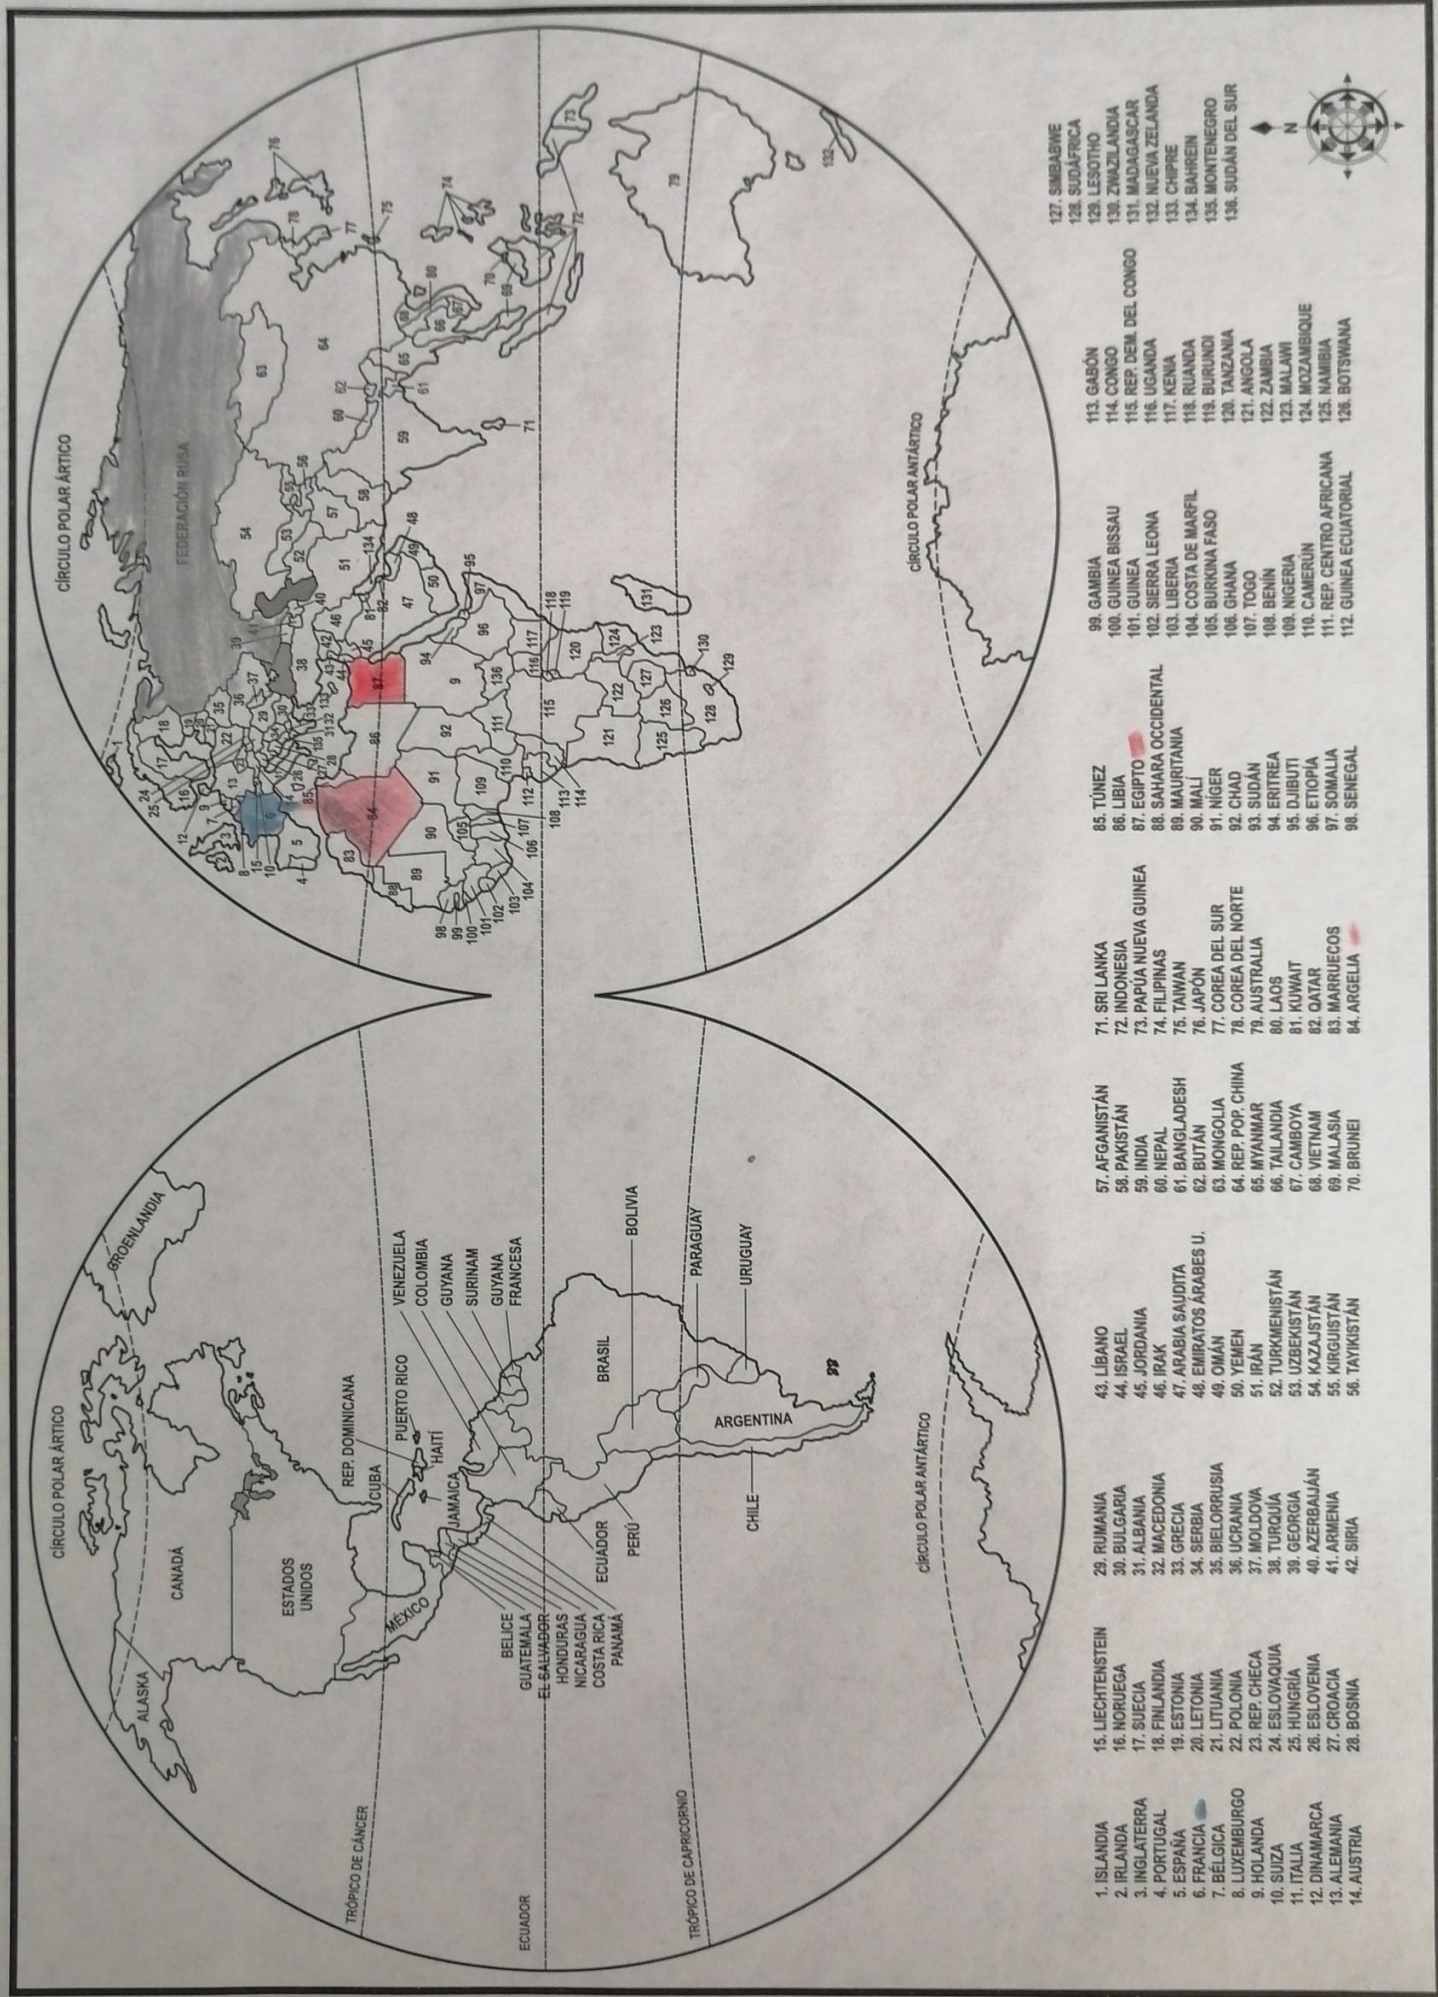 CÍRCULO POLAR ÁRTICO
ALASKA
CANADÁ
GROENLANDIA
ESTADOS
UNIDOS
MÉXICO
TRÓPICO DE CÁNCER
CUBA
REP. DOMINICANA
PUERTO RICO
HAITÍ
JAMAICA
VENEZUELA
COLOMBIA
GUYANA
SURINAM
GUYANA
FRANCESA
BELICE
GUATEMALA
EL SALVADOR
HONDURAS
NICARAGUA
COSTA RICA
PANAMÁ
ECUADOR
ECUADOR
PERÚ
BRASIL
BOLIVIA
PARAGUAY
URUGUAY
TRÓPICO DE CAPRICORNIO
CHILE
ARGENTINA
CÍRCULO POLAR ANTÁRTICO
CÍRCULO POLAR ÁRTICO
FEDERACIÓN RUSA
CÍRCULO POLAR ANTÁRTICO
N
1. ISLANDIA
2. IRLANDA
3. INGLATERRA
4. PORTUGAL
5. ESPAÑA
6. FRANCIA
7. BÉLGICA
8. LUXEMBURGO
9. HOLANDA
10. SUIZA
11. ITALIA
12. DINAMARCA
13. ALEMANIA
14. AUSTRIA
15. LIECHTENSTEIN
16. NORUEGA
17. SUECIA
18. FINLANDIA
19. ESTONIA
20. LETONIA
21. LITUANIA
22. POLONIA
23. REP. CHECA
24. ESLOVAQUIA
25. HUNGRÍA
26. ESLOVENIA
27. CROACIA
28. BOSNIA
29. RUMANIA
30. BULGARIA
31. ALBANIA
32. MACEDONIA
33. GRECIA
34. SERBIA
35. BIELORRUSIA
36. UCRANIA
37. MOLDOVA
38. TURQUÍA
39. GEORGIA
40. AZERBAIJÁN
41. ARMENIA
42. SIRIA
43. LÍBANO
44. ISRAEL
45. JORDANIA
46. IRAK
47. ARABIA SAUDITA
48. EMIRATOS ÁRABES U.
49. OMÁN
50. YEMEN
51. IRÁN
52. TURKMENISTÁN
53. UZBEKISTÁN
54. KAZAJSTÁN
55. KIRGUISTÁN
56. TAYIKISTÁN
57. AFGANISTÁN
58. PAKISTÁN
59. INDIA
60. NEPAL
61. BANGLADESH
62. BUTÁN
63. MONGOLIA
64. REP. POP. CHINA
65. MYANMAR
66. TAILANDIA
67. CAMBOYA
68. VIETNAM
69. MALASIA
70. BRUNEI
71. SRI LANKA
72. INDONESIA
73. PAPÚA NUEVA GUINEA
74. FILIPINAS
75. TAIWAN
76. JAPÓN
77. COREA DEL SUR
78. COREA DEL NORTE
79. AUSTRALIA
80. LAOS
81. KUWAIT
82. QATAR
83. MARRUECOS
84. ARGELIA
85. TÚNEZ
86. LIBIA
87. EGIPTO
88. SAHARA OCCIDENTAL
89. MAURITANIA
90. MALÍ
91. NÍGER
92. CHAD
93. SUDÁN
94. ERITREA
95. DJIBUTI
96. ETIOPÍA
97. SOMALIA
98. SENEGAL
99. GAMBIA
100. GUINEA BISSAU
101. GUINEA
102. SIERRA LEONA
103. LIBERIA
104. COSTA DE MARFIL
105. BURKINA FASO
106. GHANA
107. TOGO
108. BENÍN
109. NIGERIA
110. CAMERÚN
111. REP. CENTRO AFRICANA
112. GUINEA ECUATORIAL
113. GABÓN
114. CONGO
115. REP. DEM. DEL CONGO
116. UGANDA
117. KENIA
118. RUANDA
119. BURUNDI
120. TANZANIA
121. ANGOLA
122. ZAMBIA
123. MALAWI
124. MOZAMBIQUE
125. NAMIBIA
126. BOTSWANA
127. SIMBABWE
128. SUDÁFRICA
129. LESOTHO
130. ZWAZILANDIA
131. MADAGASCAR
132. NUEVA ZELANDA
133. CHIPRE
134. BAHREIN
135. MONTENEGRO
136. SUDÁN DEL SUR